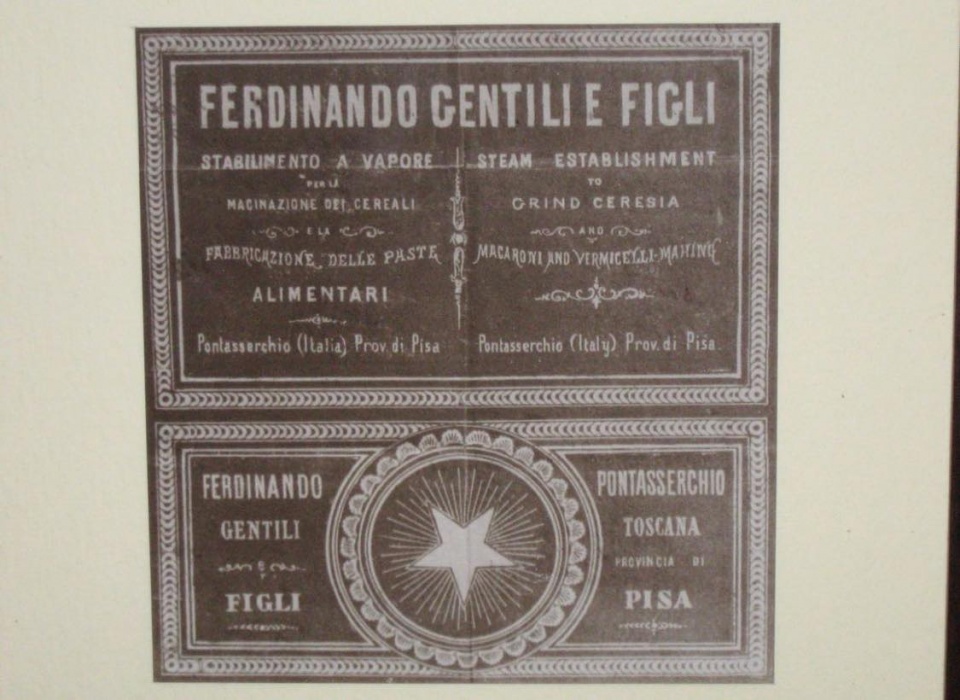 FERDINANDO GENTILI E FIGLI
STABILIMENTO A VAPORE
PER LA
MACINAZIONE DEI CEREALI
E LA
FABBRICAZIONE DELLE PASTE
ALIMENTARI
Pontasserchio (Italia) Prov. di Pisa
STEAM ESTABLISHMENT
TO
GRIND CERESIA
AND
MACARONI AND VERMICELLI-MAKING
Pontasserchio (Italy) Prov. di Pisa
FERDINANDO
GENTILI
E
FIGLI
PONTASSERCHIO
TOSCANA
PROVINCIA DI
PISA